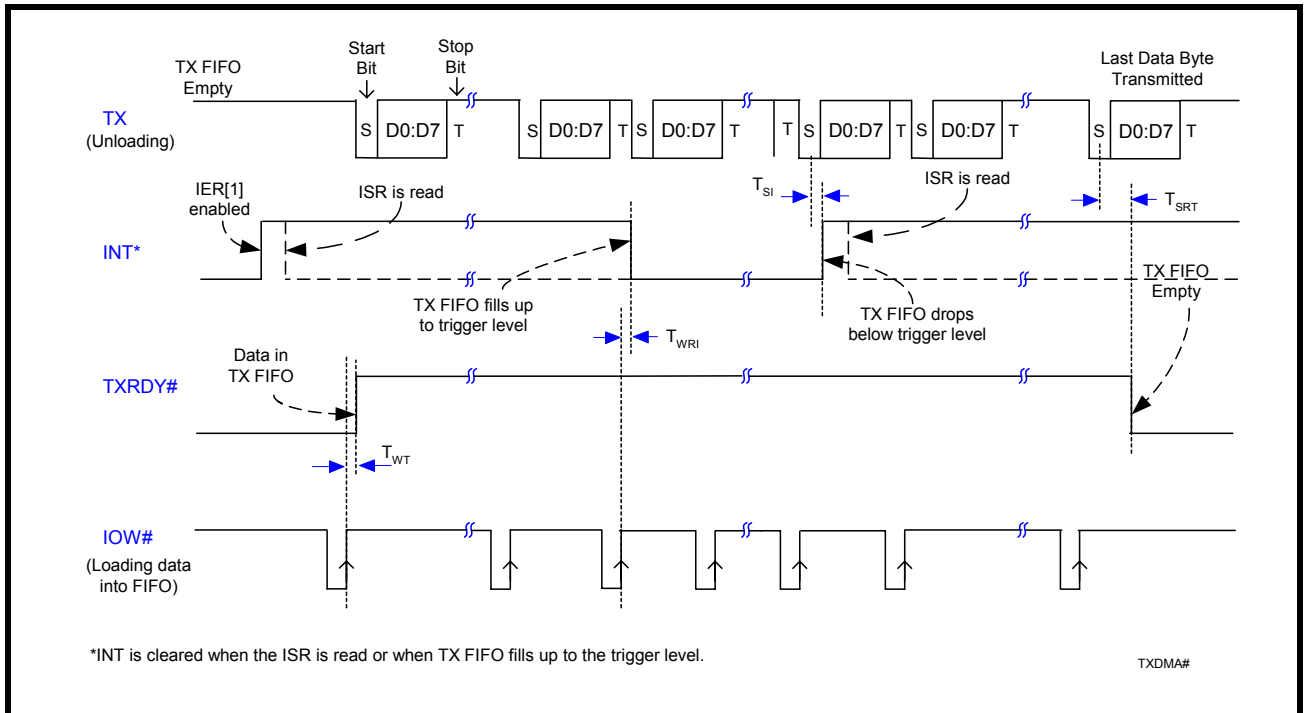 Start
Bit
Stop
Bit
TX FIFO
Empty
Last Data Byte
Transmitted
TX
(Unloading)
S D0:D7 T S D0:D7 T S D0:D7 T T S D0:D7 T S D0:D7 T S D0:D7 T
IER[1]
enabled
ISR is read
TSI
ISR is read
TSRT
INT*
TX FIFO fills up
to trigger level
TX FIFO drops
below trigger level
TX FIFO
Empty
TWRI
Data in
TX FIFO
TXRDY#
TWT
IOW#
(Loading data
into FIFO)
*INT is cleared when the ISR is read or when TX FIFO fills up to the trigger level.
TXDMA#